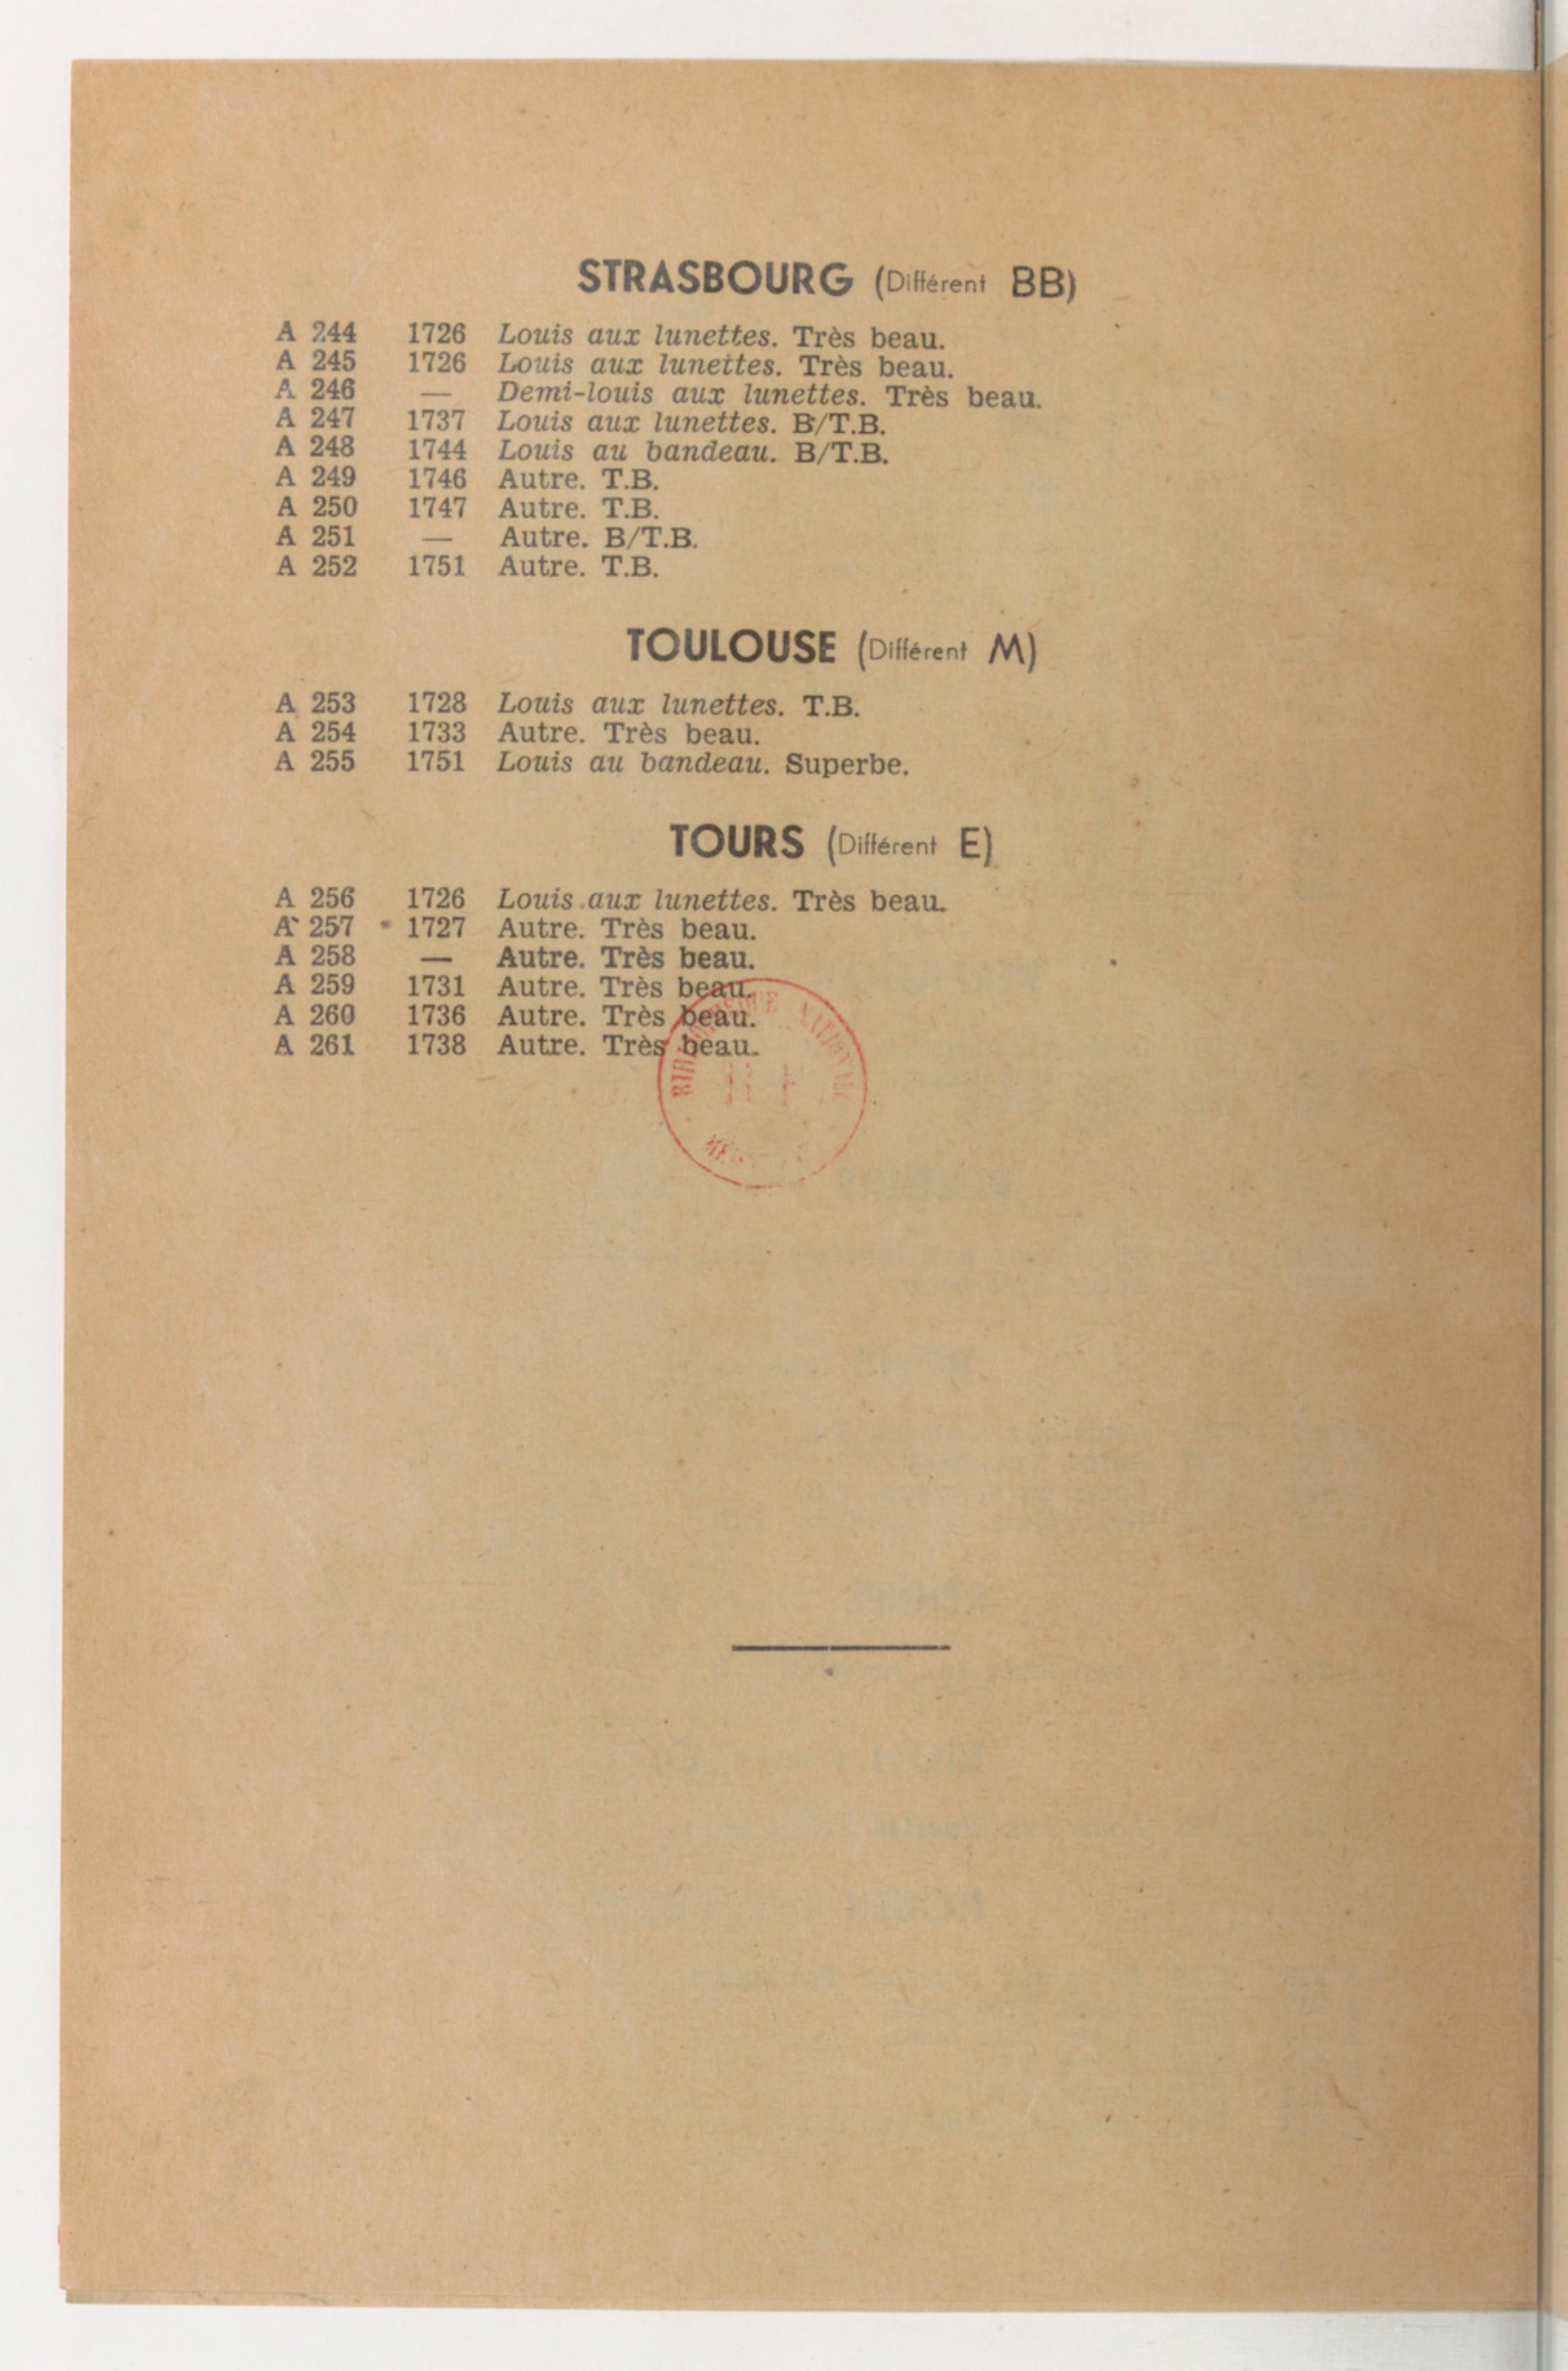 STRASBOURG (Différent BB)
A 244 1726 Louis aux lunettes. Très beau.
A 245 1726 Louis aux lunettes. Très beau.
A 246 — Demi-louis aux lunettes. Très beau.
A 247 1737 Louis aux lunettes. B/T.B.
A 248 1744 Louis au bandeau. B/T.B.
A 249 1746 Autre. T.B.
A 250 1747 Autre. T.B.
A 251 — Autre. B/T.B.
A 252 1751 Autre. T.B.
TOULOUSE (Différent M)
A 253 1728 Louis aux lunettes. T.B.
A 254 1733 Autre. Très beau.
A 255 1751 Louis au bandeau. Superbe.
TOURS (Différent E)
A 256 1726 Louis aux lunettes. Très beau.
A 257 1727 Autre. Très beau.
A 258 — Autre. Très beau.
A 259 1731 Autre. Très beau.
A 260 1736 Autre. Très beau.
A 261 1738 Autre. Très beau.